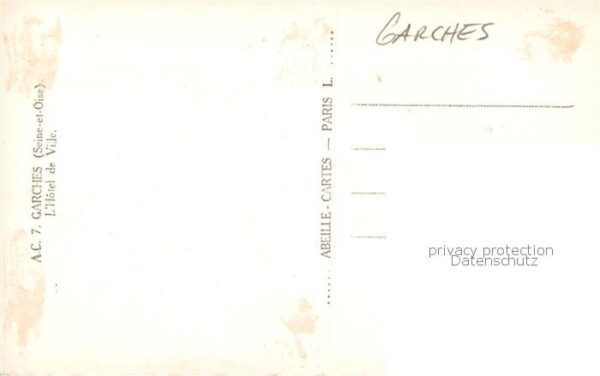 A.C. 7. GARCHES (Seine-et-Oise)
L'Hôtel de Ville.
ABEILLE-CARTES — PARIS
GARCHES
privacy protection
Datenschutz